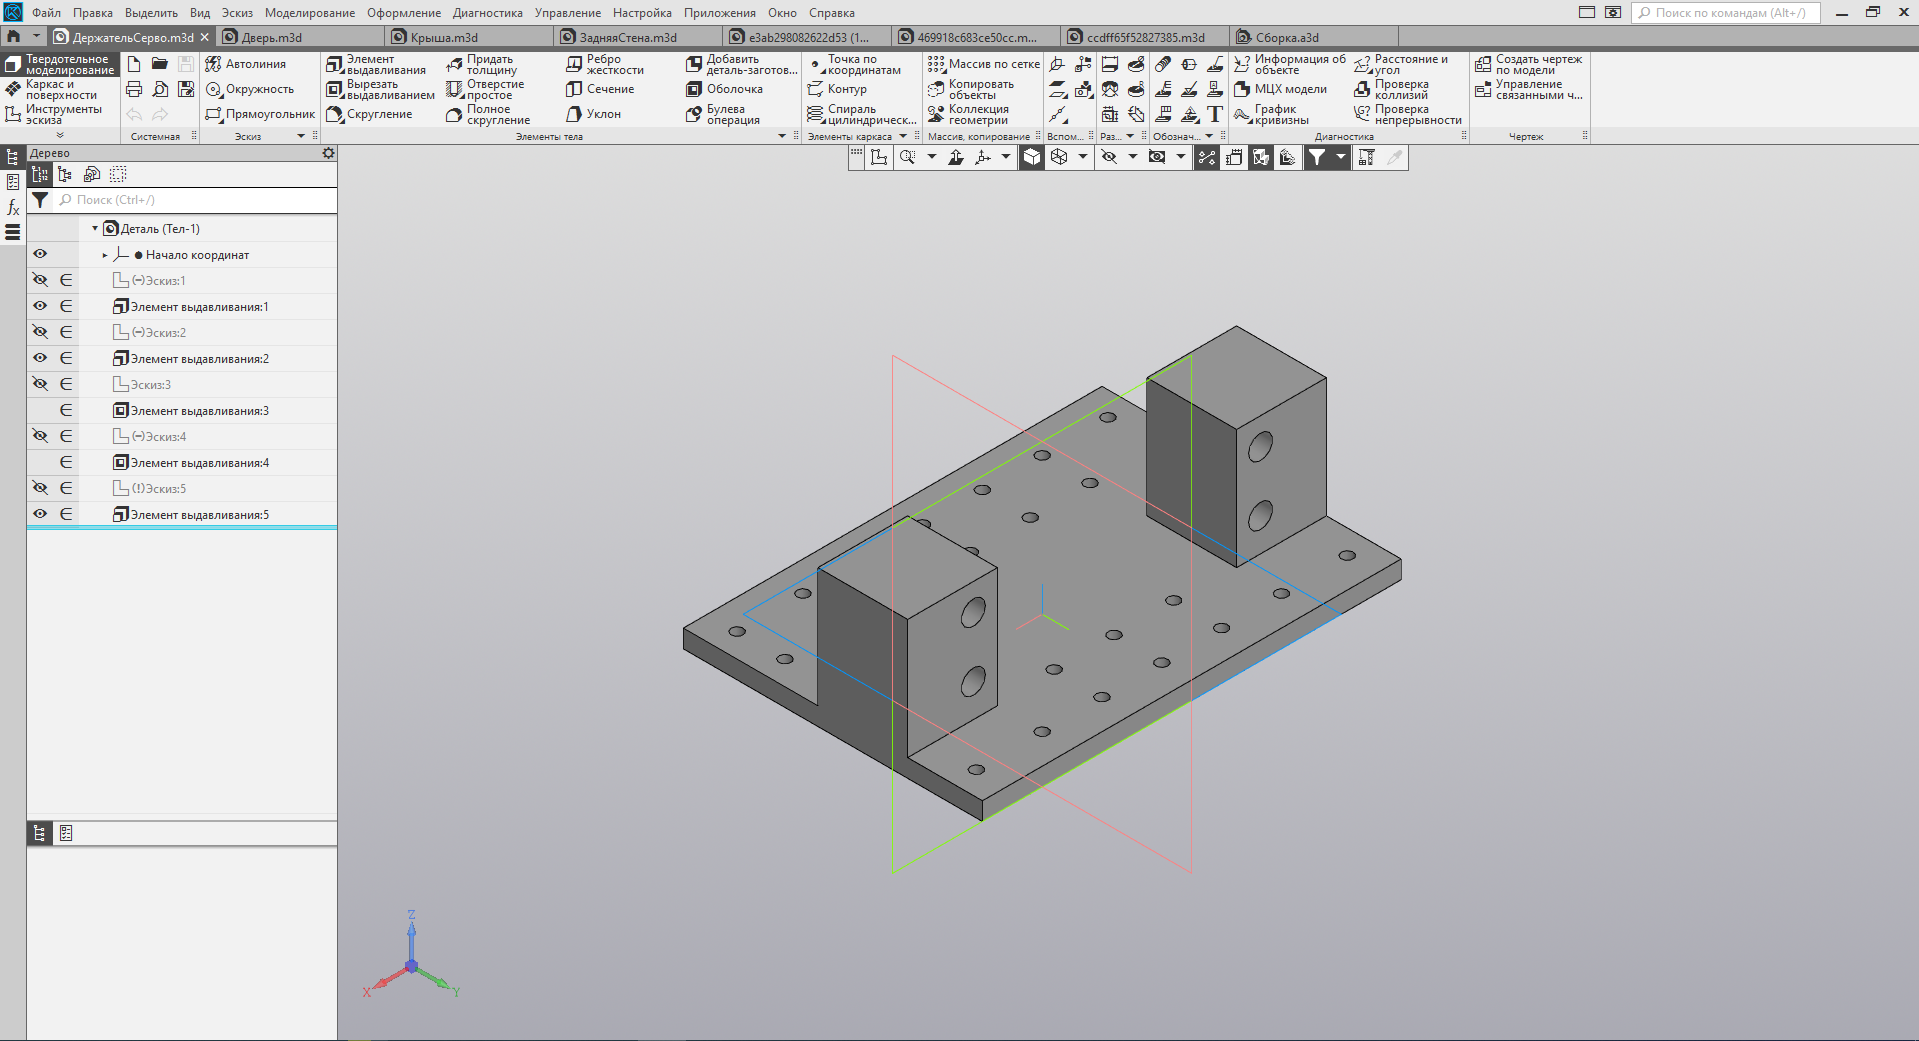 Файл Правка Выделить Вид Эскиз Моделирование Оформление Диагностика Управление Настройка Приложения Окно Справка
Поиск по командам (Alt+/)
ДержательСерво.m3d
Дверь.m3d
Крыша.m3d
ЗадняяСтена.m3d
e3ab298082622d53 (1...
469918c683ce50cc.m...
ccdff65f52827385.m3d
Сборка.a3d
Твердотельное
моделирование
Каркас и
поверхности
Инструменты
эскиза
Системная
Автолиния
Окружность
Прямоугольник
Эскиз
Элемент
выдавливания
Вырезать
выдавливанием
Скругление
Придать
толщину
Отверстие
простое
Полное
скругление
Ребро
жесткости
Сечение
Уклон
Добавить
деталь-заготов...
Оболочка
Булева
операция
Элементы тела
Точка по
координатам
Контур
Спираль
цилиндрическ...
Элементы каркаса
Массив по сетке
Копировать
объекты
Коллекция
геометрии
Массив, копирование
Вспом...
Раз...
Обознач...
Информация об
объекте
МЦХ модели
График
кривизны
Расстояние и
угол
Проверка
коллизий
Проверка
непрерывности
Диагностика
Создать чертеж
по модели
Управление
связанными ч...
Чертеж
Дерево
Поиск (Ctrl+/)
Деталь (Тел-1)
Начало координат
(−)Эскиз:1
Элемент выдавливания:1
(−)Эскиз:2
Элемент выдавливания:2
Эскиз:3
Элемент выдавливания:3
(−)Эскиз:4
Элемент выдавливания:4
(!)Эскиз:5
Элемент выдавливания:5
Z
X
Y